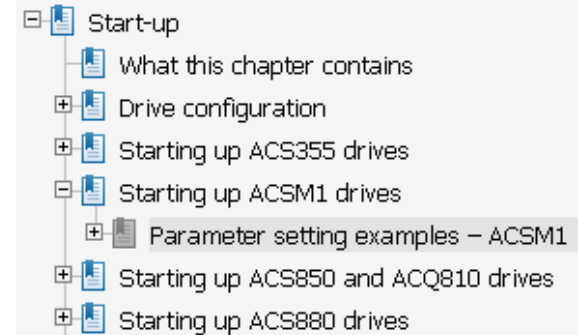 Start-up
What this chapter contains
Drive configuration
Starting up ACS355 drives
Starting up ACSM1 drives
Parameter setting examples – ACSM1
Starting up ACS850 and ACQ810 drives
Starting up ACS880 drives